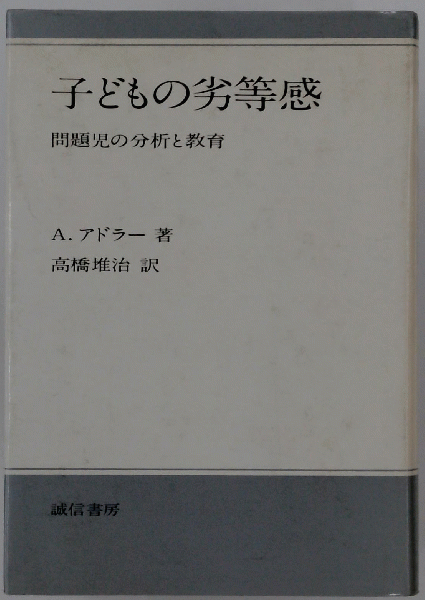 子どもの劣等感
問題児の分析と教育
A. アドラー 著
高橋堆治 訳
誠信書房